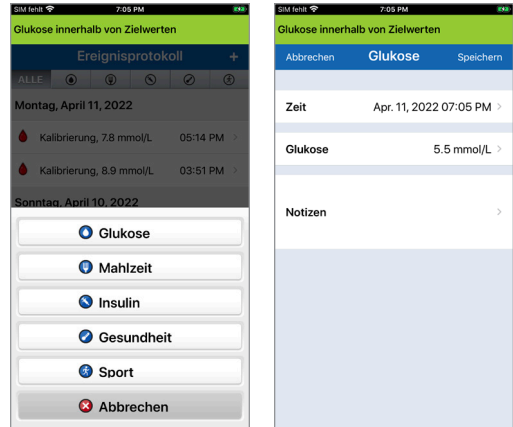 SIM fehlt 7:05 PM
Glukose innerhalb von Zielwerten
Ereignisprotokoll +
ALLE
Montag, April 11, 2022
Kalibrierung, 7.8 mmol/L 05:14 PM >
Kalibrierung, 8.9 mmol/L 03:51 PM >
Sonntag, April 10, 2022
Glukose
Mahlzeit
Insulin
Gesundheit
Sport
Abbrechen
SIM fehlt 7:05 PM
Glukose innerhalb von Zielwerten
Abbrechen Glukose Speichern
Zeit Apr. 11, 2022 07:05 PM >
Glukose 5.5 mmol/L >
Notizen >